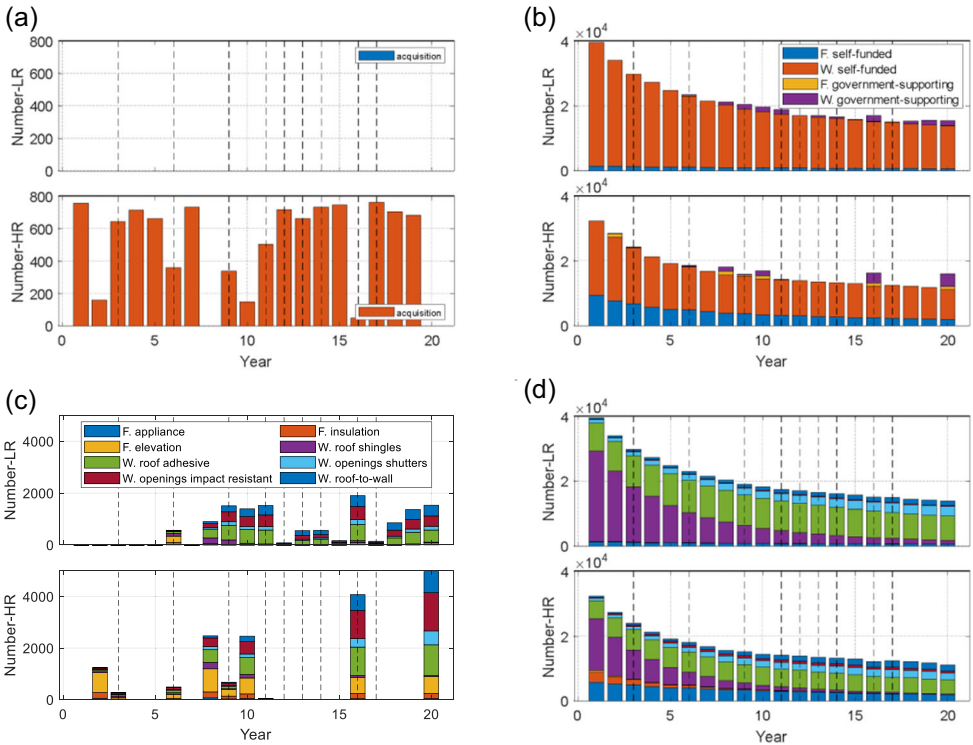 (a)
800
600
400
200
0
Number-LR
acquisition
800
600
400
200
0
Number-HR
acquisition
0 5 10 15 20
Year
(b)
×10⁴
4
2
0
Number-LR
F. self-funded
W. self-funded
F. government-supporting
W. government-supporting
×10⁴
4
2
0
Number-HR
0 5 10 15 20
Year
(c)
4000
2000
0
Number-LR
F. appliance F. insulation
F. elevation W. roof shingles
W. roof adhesive W. openings shutters
W. openings impact resistant W. roof-to-wall
4000
2000
0
Number-HR
0 5 10 15 20
Year
(d)
×10⁴
4
2
0
Number-LR
×10⁴
4
2
0
Number-HR
0 5 10 15 20
Year